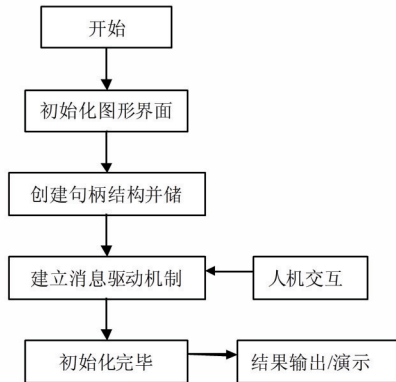 开始
初始化图形界面
创建句柄结构并储
建立消息驱动机制
人机交互
初始化完毕
结果输出/演示